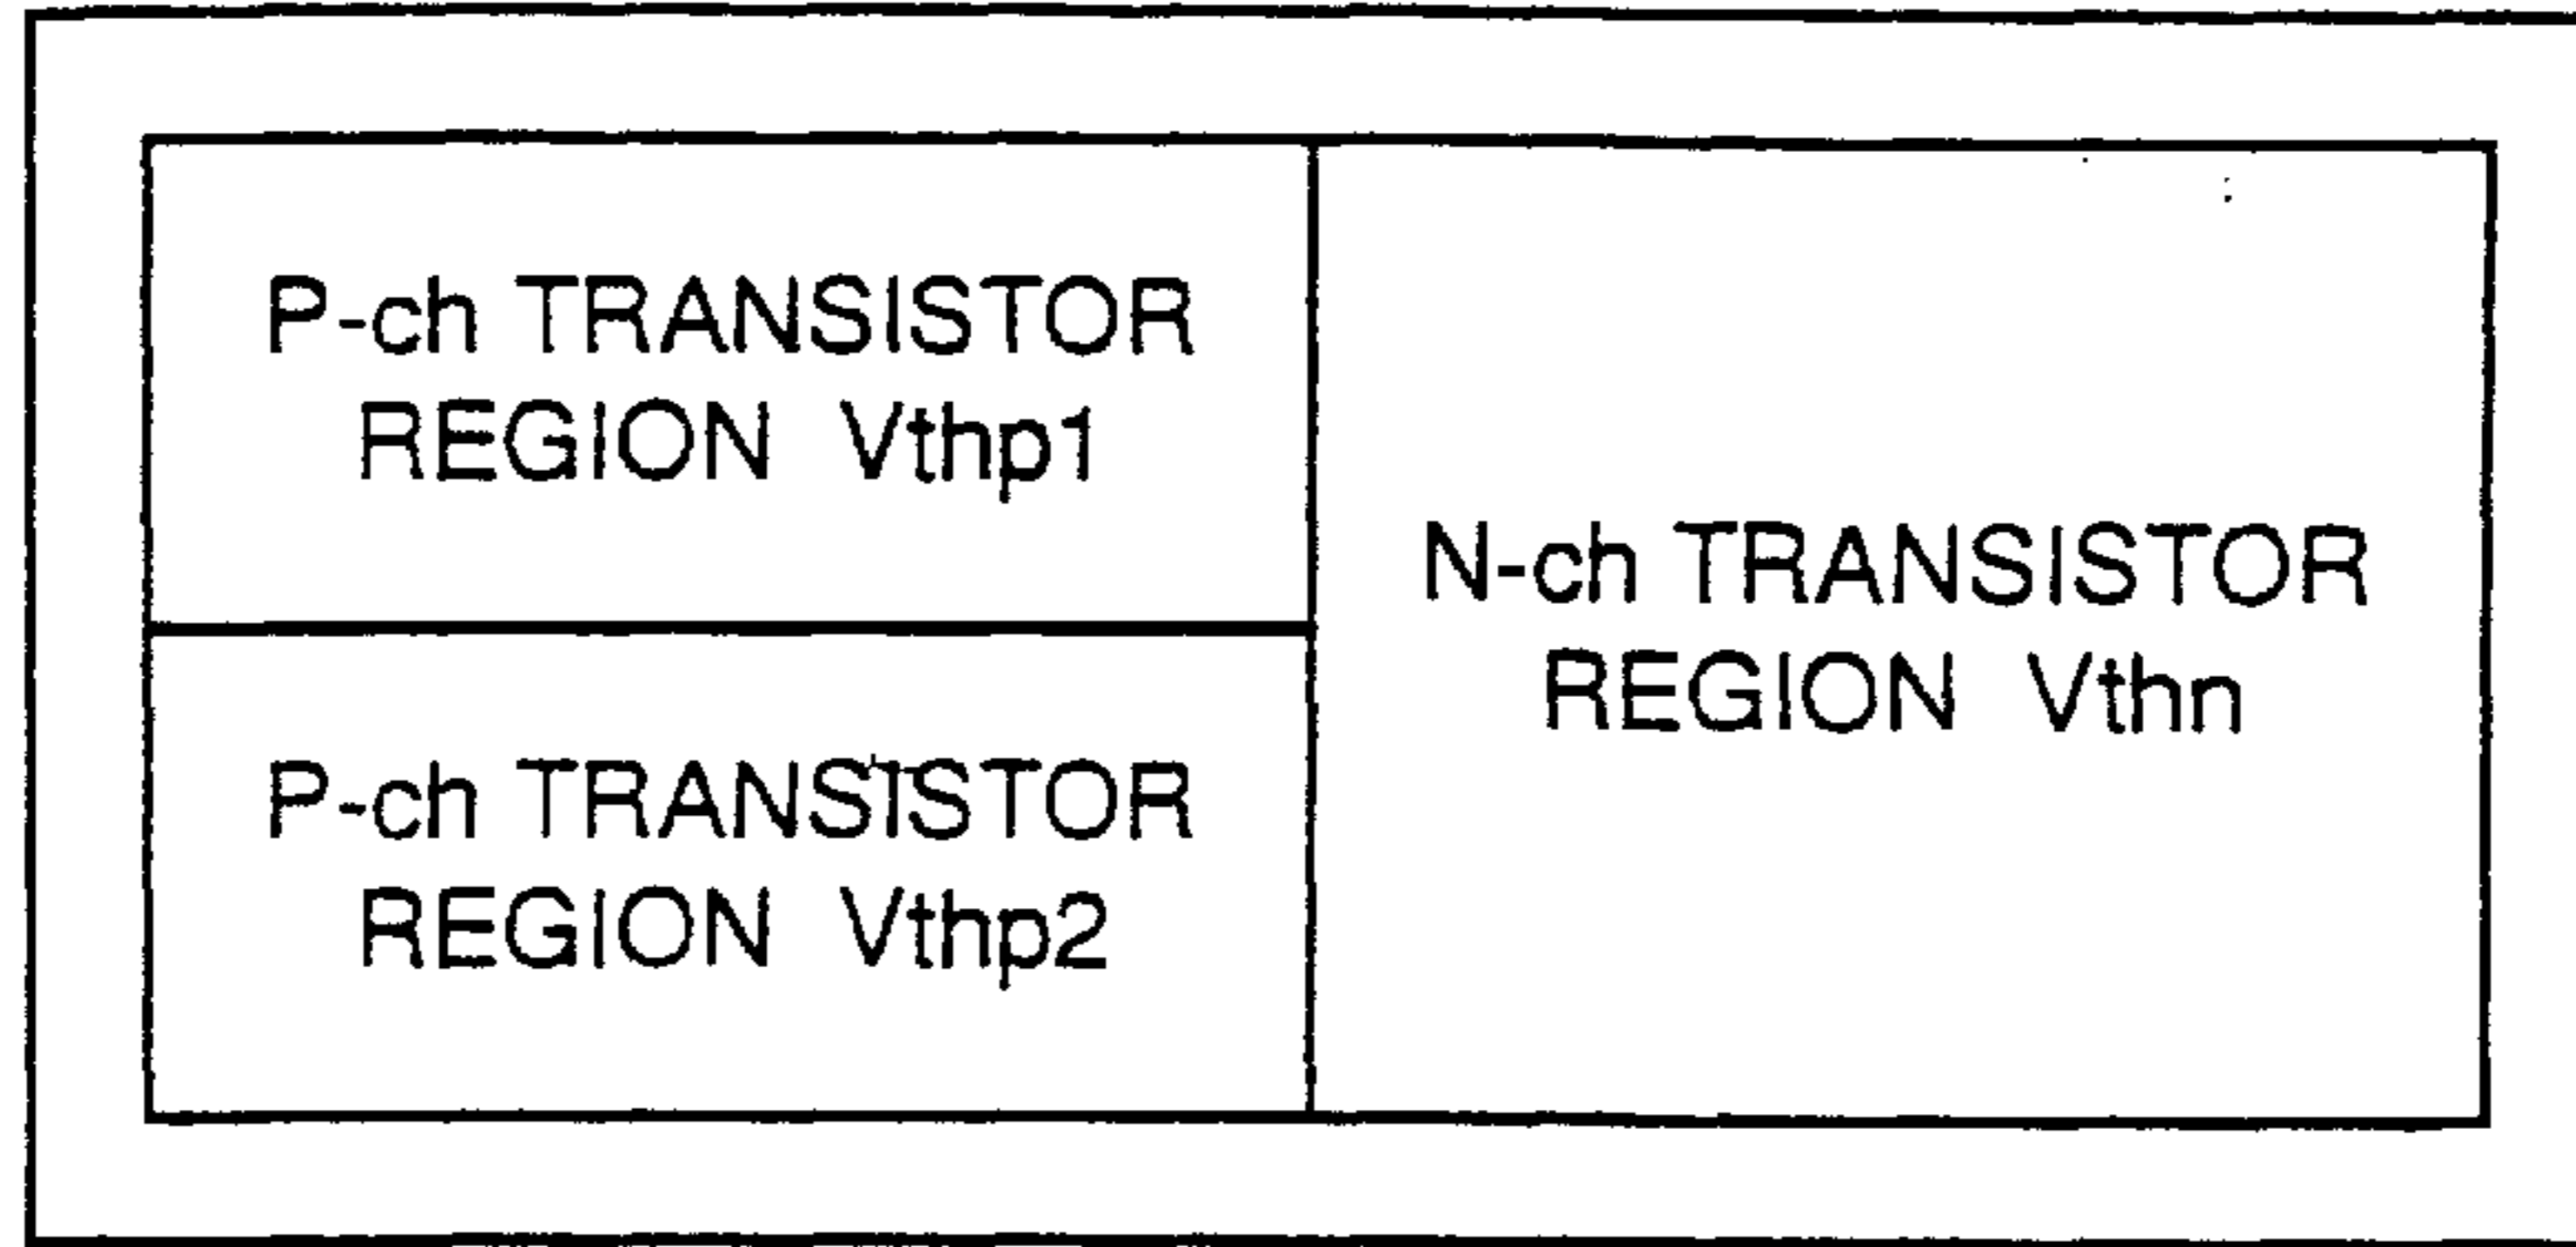 P-ch TRANSISTOR
REGION Vthp1
P-ch TRANSISTOR
REGION Vthp2
N-ch TRANSISTOR
REGION Vthn